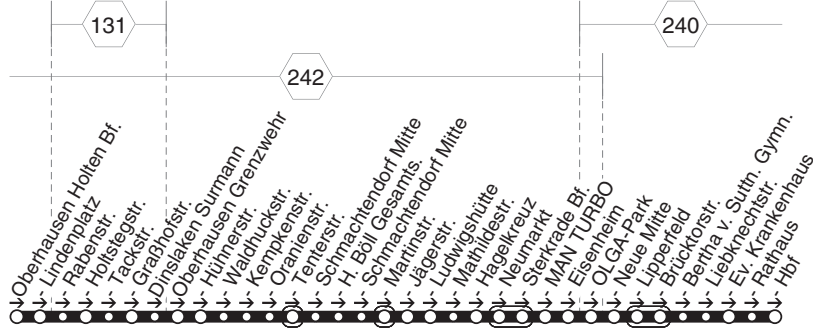 131
240
242
Oberhausen Holten Bf.
Lindenplatz
Rabenstr.
Holtstegstr.
Tackstr.
Graßhofstr.
Dinslaken Surmann
Oberhausen Grenzwehr
Hühnerstr.
Waldhuckstr.
Kempkenstr.
Oranienstr.
Tenterstr.
Schmachtendorf Mitte
H. Böll Gesamts.
Schmachtendorf Mitte
Martinstr.
Jägerstr.
Ludwigshütte
Mathildestr.
Hagelkreuz
Neumarkt
Sterkrade Bf.
MAN TURBO
Eisenheim
OLGA-Park
Neue Mitte
Lipperfeld
Brücktorstr.
Bertha v. Suttn. Gymn.
Liebknechtstr.
Ev. Krankenhaus
Rathaus
Hbf